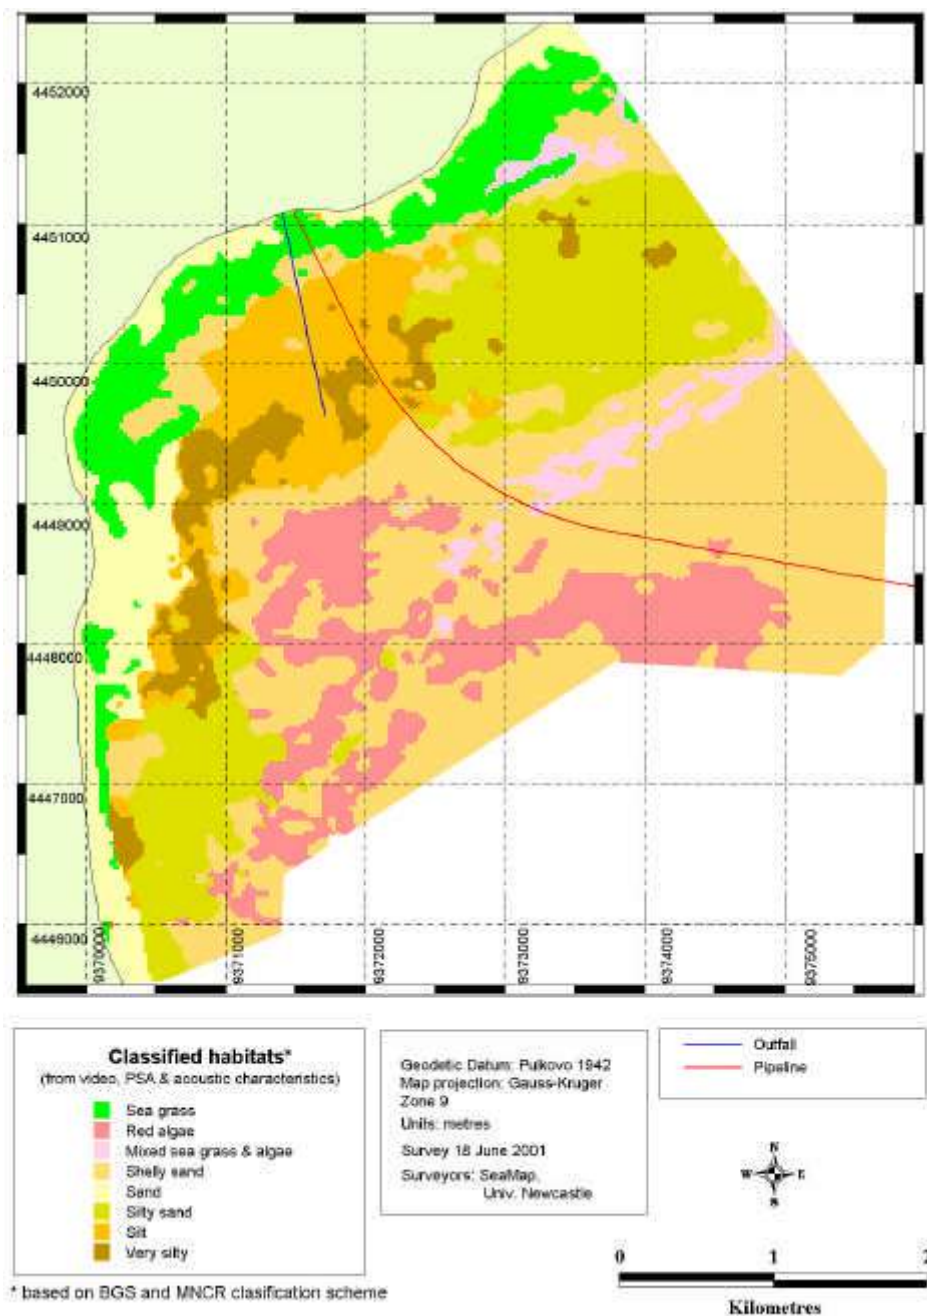 4452000
4451000
4450000
4449000
4448000
4447000
4446000
9370000
9371000
9372000
9373000
9374000
9375000
Classified habitats*
(from video, PSA & acoustic characteristics)
Sea grass
Red algae
Mixed sea grass & algae
Shelly sand
Sand
Silty sand
Silt
Very silty
* based on BGS and MNCR clasification scheme
Geodetic Datum: Pulkovo 1942
Map projection: Gauss-Kruger
Zone 9
Units: metres
Survey 18 June 2001
Surveyors: SeaMap,
Univ. Newcastle
Outfall
Pipeline
N
W E
S
0 1 2
Kilometres